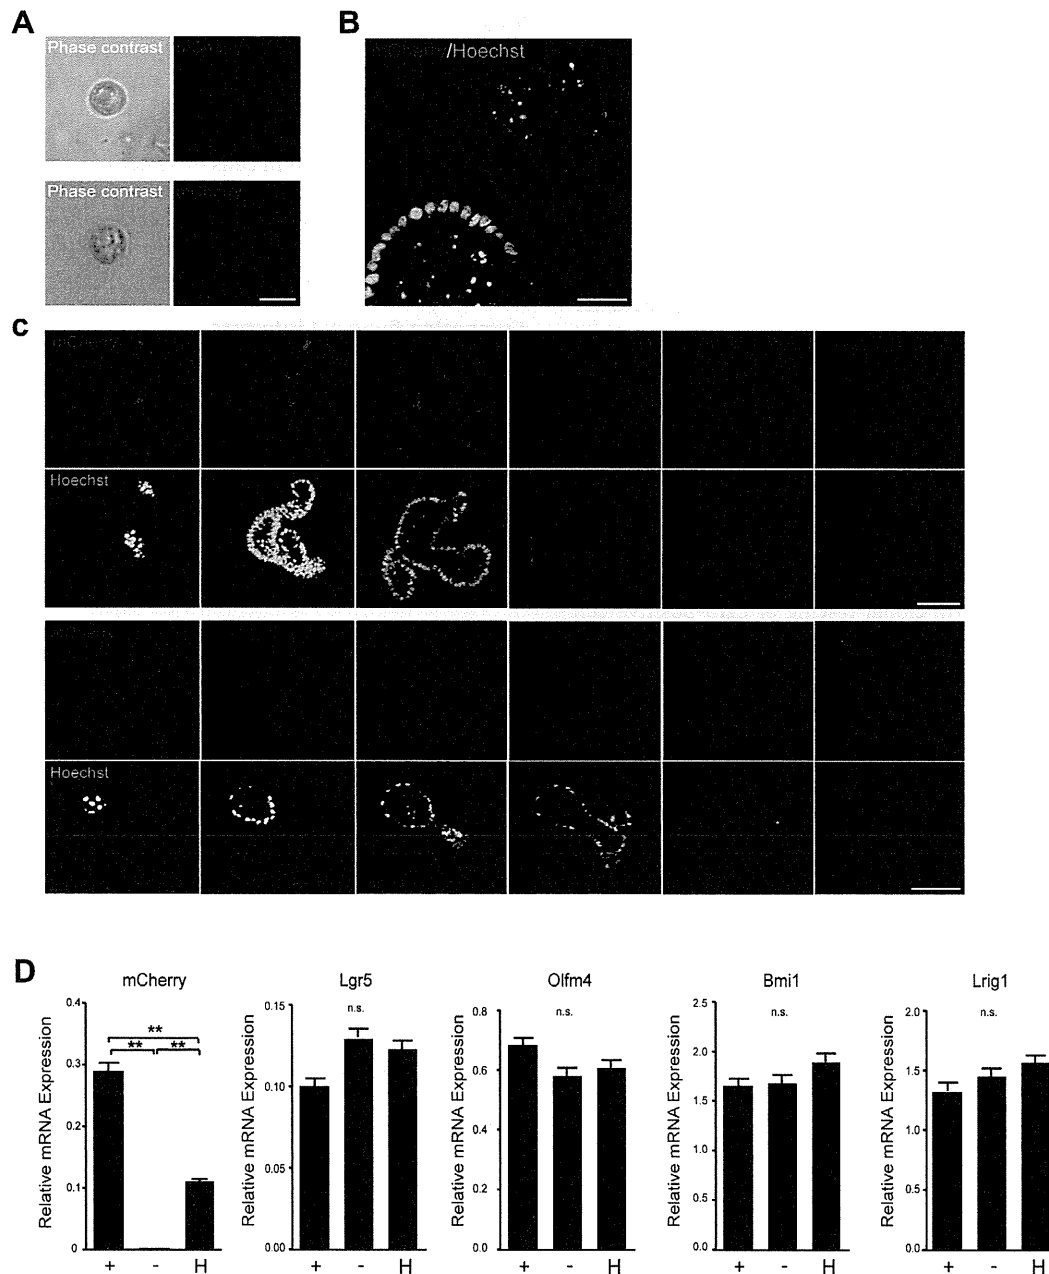 A
B
Phase contrast
/Hoechst
Phase contrast
C
mCherry
Hoechst
Hoechst
D
mCherry
Lgr5
Olfm4
Bmi1
Lrig1
Relative mRNA Expression
0.4
0.3
0.2
0.1
0
**
** **
+ - H
Relative mRNA Expression
0.15
0.10
0.05
0.00
n.s.
+ - H
Relative mRNA Expression
0.8
0.6
0.4
0.2
0.0
n.s.
+ - H
Relative mRNA Expression
2.5
2.0
1.5
1.0
0.5
0.0
n.s.
+ - H
Relative mRNA Expression
2.0
1.5
1.0
0.5
0.0
n.s.
+ - H